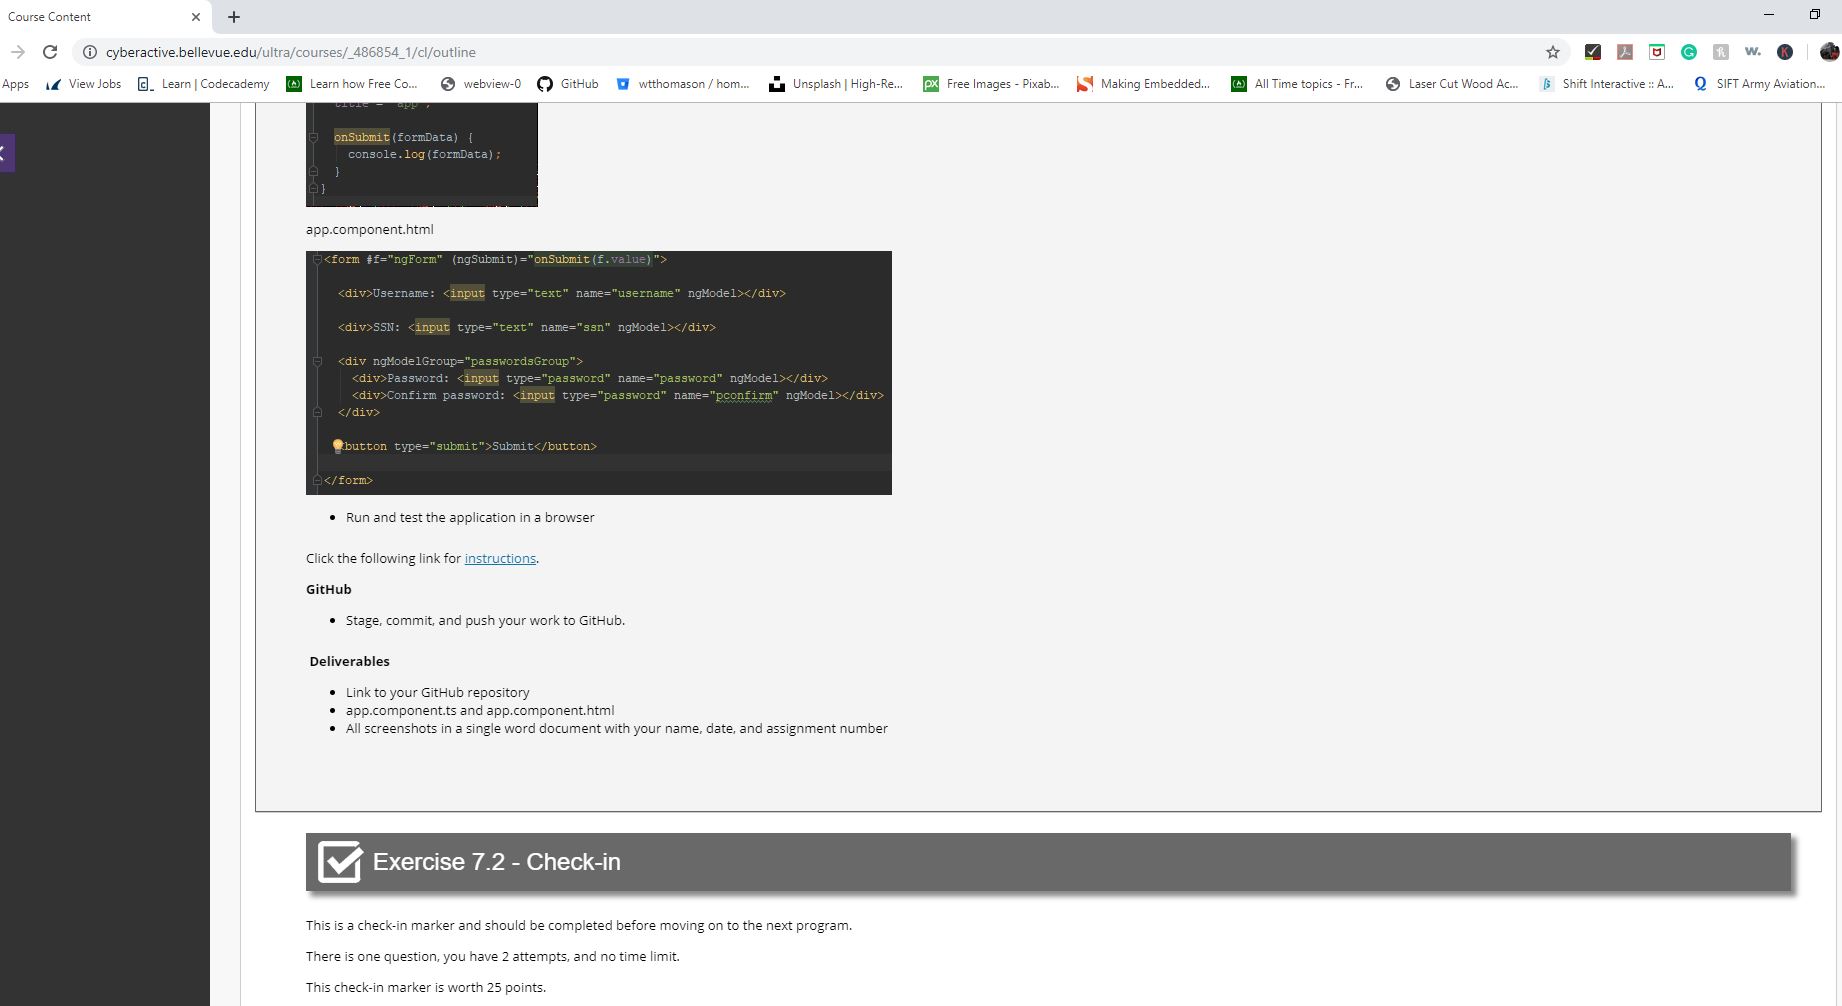 Course Content
cyberactive.bellevue.edu/ultra/courses/_486854_1/cl/outline
Apps View Jobs Learn | Codecademy Learn how Free Co... webview-0 GitHub wtthomason / hom... Unsplash | High-Re... Free Images - Pixab... Making Embedded... All Time topics - Fr... Laser Cut Wood Ac... Shift Interactive :: A... SIFT Army Aviation...
title = 'app';
onSubmit(formData) {
console.log(formData);
}
}
app.component.html
<form #f="ngForm" (ngSubmit)="onSubmit(f.value)">
<div>Username: <input type="text" name="username" ngModel></div>
<div>SSN: <input type="text" name="ssn" ngModel></div>
<div ngModelGroup="passwordsGroup">
<div>Password: <input type="password" name="password" ngModel></div>
<div>Confirm password: <input type="password" name="pconfirm" ngModel></div>
</div>
button type="submit">Submit</button>
</form>
• Run and test the application in a browser
Click the following link for instructions.
GitHub
• Stage, commit, and push your work to GitHub.
Deliverables
• Link to your GitHub repository
• app.component.ts and app.component.html
• All screenshots in a single word document with your name, date, and assignment number
Exercise 7.2 - Check-in
This is a check-in marker and should be completed before moving on to the next program.
There is one question, you have 2 attempts, and no time limit.
This check-in marker is worth 25 points.